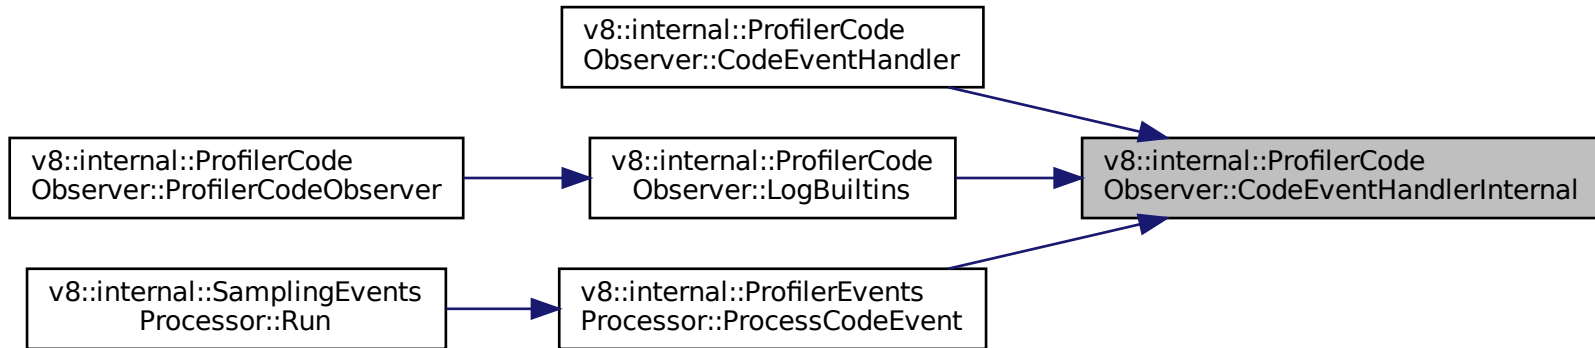 v8::internal::ProfilerCode
Observer::CodeEventHandler
v8::internal::ProfilerCode
Observer::ProfilerCodeObserver
v8::internal::ProfilerCode
Observer::LogBuiltins
v8::internal::ProfilerCode
Observer::CodeEventHandlerInternal
v8::internal::SamplingEvents
Processor::Run
v8::internal::ProfilerEvents
Processor::ProcessCodeEvent